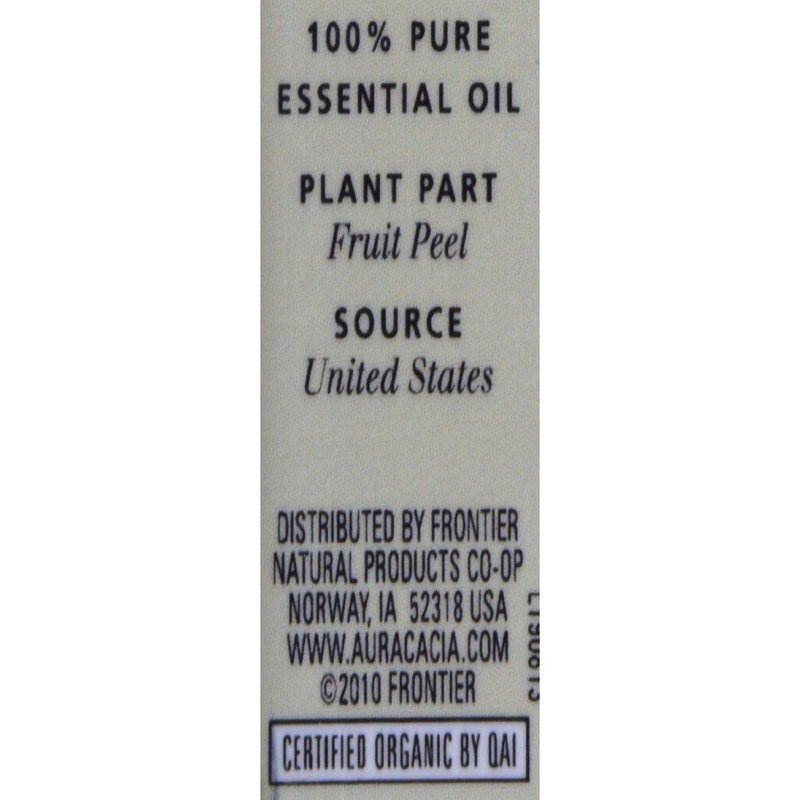 100% PURE
ESSENTIAL OIL
PLANT PART
Fruit Peel
SOURCE
United States
DISTRIBUTED BY FRONTIER
NATURAL PRODUCTS CO-OP
NORWAY, IA 52318 USA
WWW.AURACACIA.COM
©2010 FRONTIER
CERTIFIED ORGANIC BY QAI